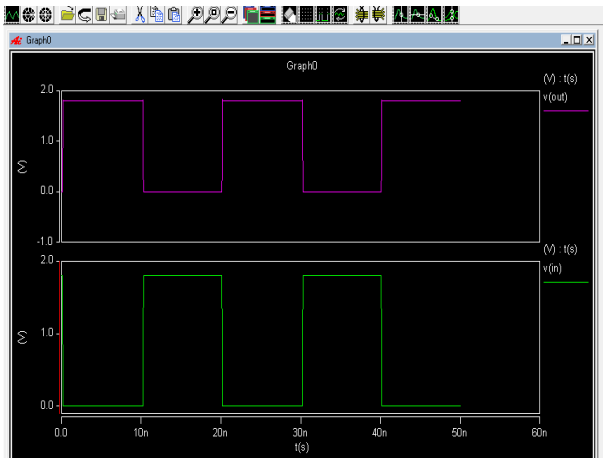 Graph0
Graph0
(V) : t(s)
v(out)
2.0
1.0
(V)
0.0
-1.0
(V) : t(s)
v(in)
2.0
(V)
1.0
0.0
0.0 10n 20n 30n 40n 50n 60n
t(s)